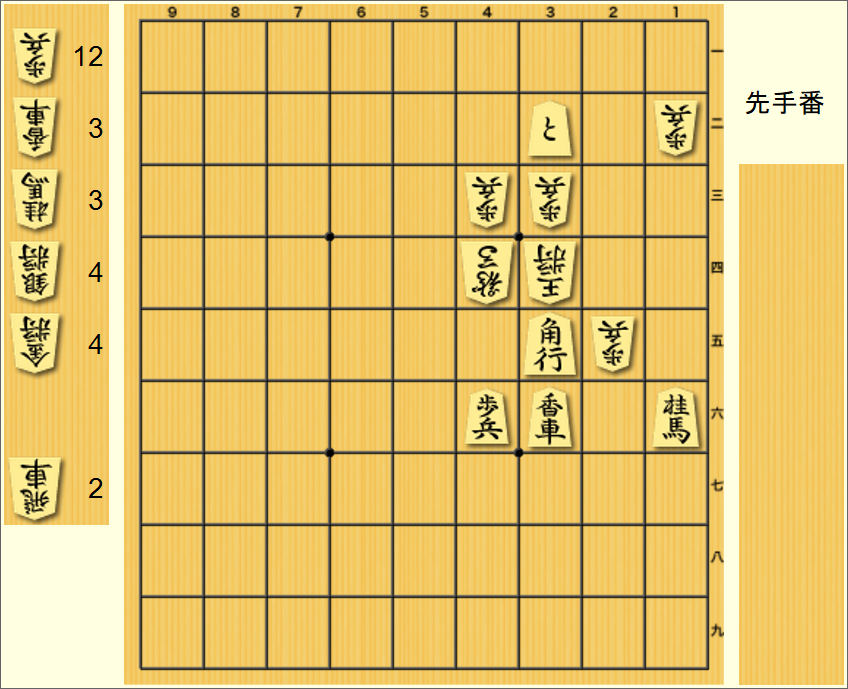 9 8 7 6 5 4 3 2 1
歩兵 12
一
香車 3
と 歩兵 二
先手番
桂馬 3
歩兵 歩兵 三
銀将 4
龍馬 王将 四
金将 4
角行 歩兵 五
歩兵 香車 桂馬 六
飛車 2
七
八
九